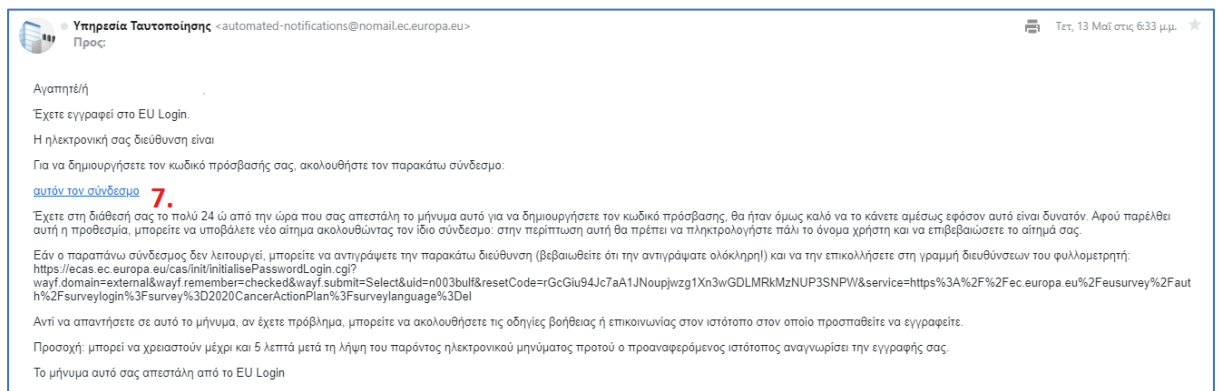 Υπηρεσία Ταυτοποίησης <automated-notifications@nomail.ec.europa.eu>
Τετ, 13 Μαΐ στις 6:33 μ.μ.
Προς:
Αγαπητέ/ή
Έχετε εγγραφεί στο EU Login.
Η ηλεκτρονική σας διεύθυνση είναι
Για να δημιουργήσετε τον κωδικό πρόσβασής σας, ακολουθήστε τον παρακάτω σύνδεσμο:
αυτόν τον σύνδεσμο 7.
Έχετε στη διάθεσή σας το πολύ 24 ώ από την ώρα που σας απεστάλη το μήνυμα αυτό για να δημιουργήσετε τον κωδικό πρόσβασης, θα ήταν όμως καλό να το κάνετε αμέσως εφόσον αυτό είναι δυνατόν. Αφού παρέλθει
αυτή η προθεσμία, μπορείτε να υποβάλετε νέο αίτημα ακολουθώντας τον ίδιο σύνδεσμο: στην περίπτωση αυτή θα πρέπει να πληκτρολογήστε πάλι το όνομα χρήστη και να επιβεβαιώσετε το αίτημά σας.
Εάν ο παραπάνω σύνδεσμος δεν λειτουργεί, μπορείτε να αντιγράψετε την παρακάτω διεύθυνση (βεβαιωθείτε ότι την αντιγράψατε ολόκληρη!) και να την επικολλήσετε στη γραμμή διευθύνσεων του φυλλομετρητή:
https://ecas.ec.europa.eu/cas/init/initialisePasswordLogin.cgi?
wayf.domain=external&wayf.remember=checked&wayf.submit=Select&uid=n003bulf&resetCode=rGcGiu94Jc7aA1JNoupjwzg1Xn3wGDLMRkMzNUP3SNPW&service=https%3A%2F%2Fec.europa.eu%2Feusurvey%2Faut
h%2Fsurveylogin%3Fsurvey%3D2020CancerActionPlan%3Fsurveylanguage%3Del
Αντί να απαντήσετε σε αυτό το μήνυμα, αν έχετε πρόβλημα, μπορείτε να ακολουθήσετε τις οδηγίες βοήθειας ή επικοινωνίας στον ιστότοπο στον οποίο προσπαθείτε να εγγραφείτε.
Προσοχή: μπορεί να χρειαστούν μέχρι και 5 λεπτά μετά τη λήψη του παρόντος ηλεκτρονικού μηνύματος προτού ο προαναφερόμενος ιστότοπος αναγνωρίσει την εγγραφής σας.
Το μήνυμα αυτό σας απεστάλη από το EU Login